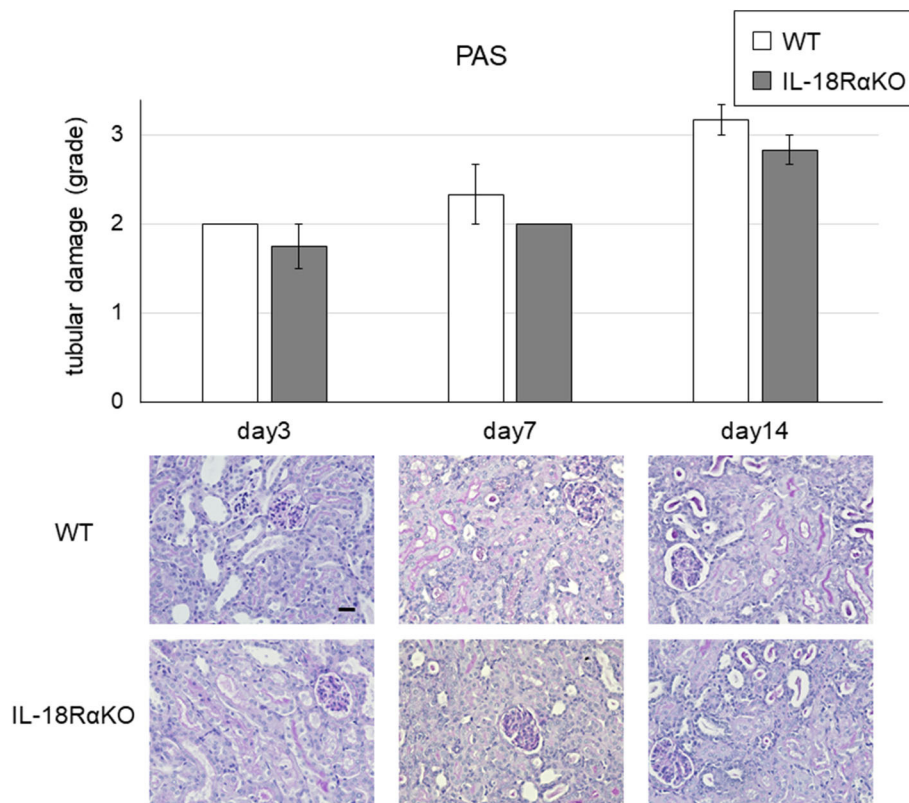 PAS
WT
IL-18RαKO
tubular damage (grade)
3
2
1
0
day3
day7
day14
WT
IL-18RαKO